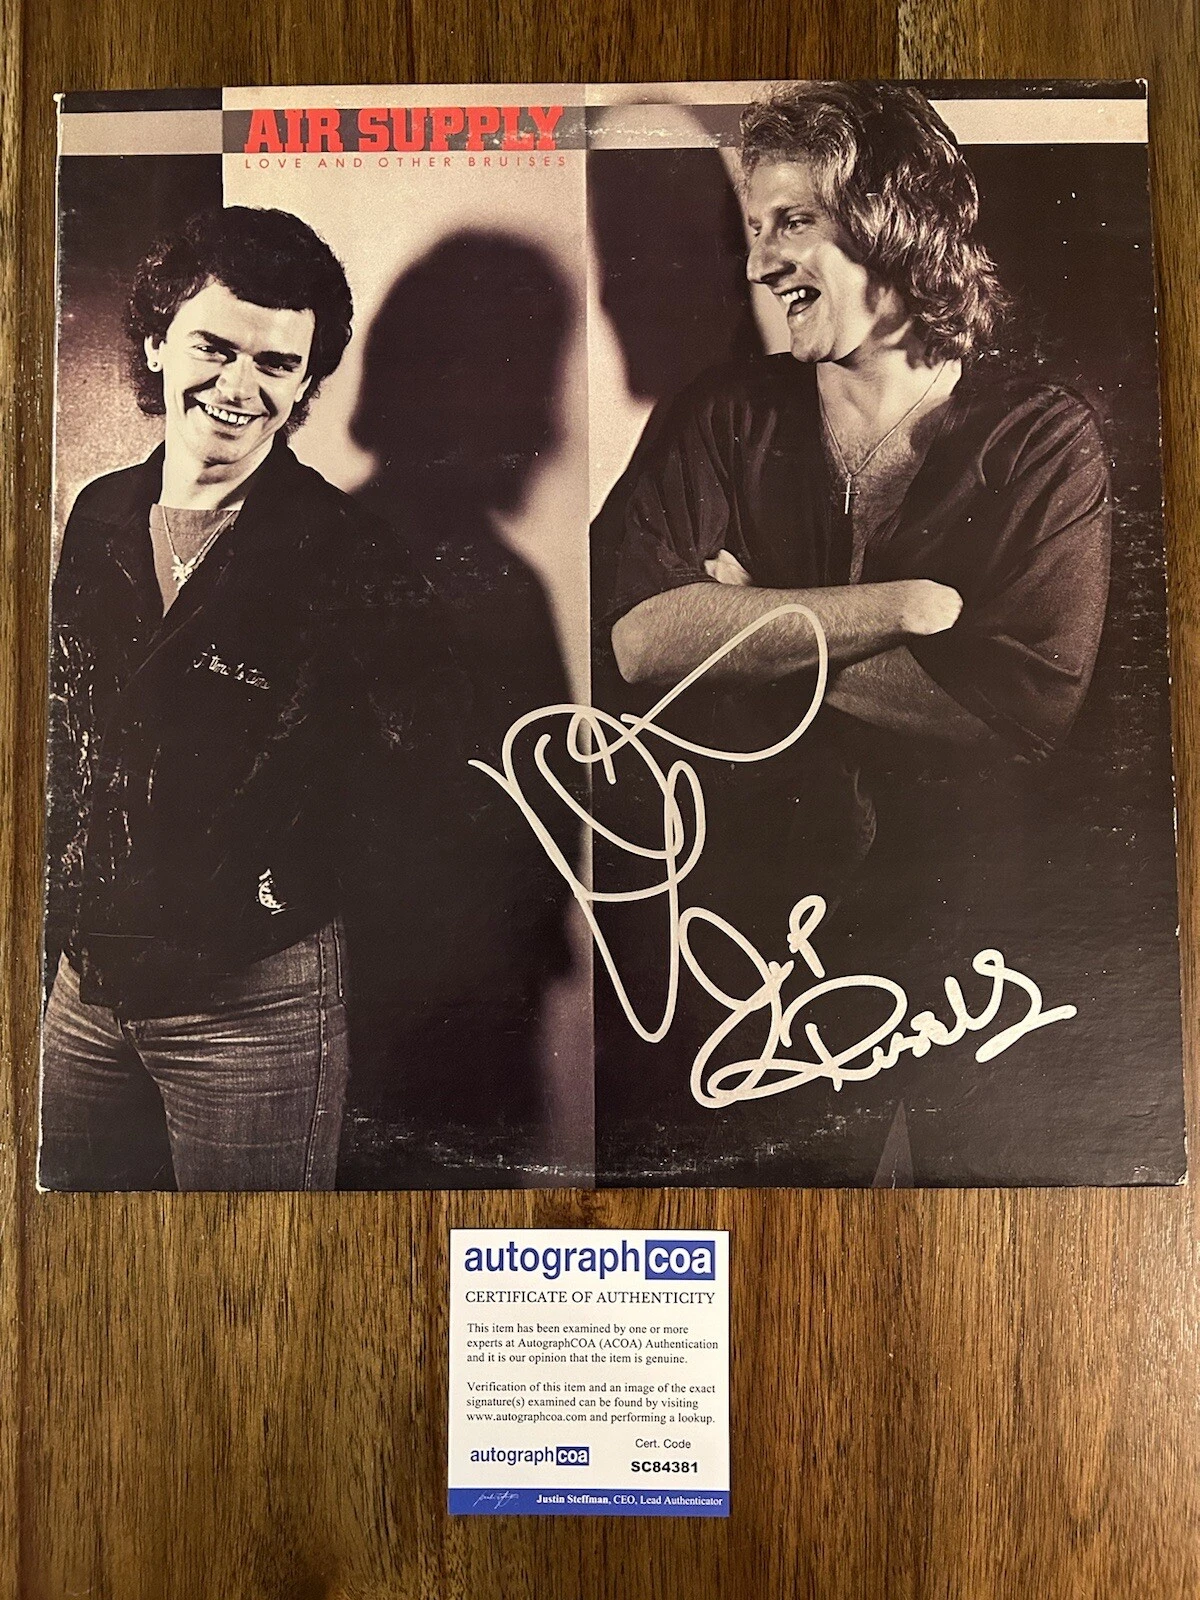 AIR SUPPLY
LOVE AND OTHER BRUISES
Russell
autographcoa
CERTIFICATE OF AUTHENTICITY
This item has been examined by one or more
experts at AutographCOA (ACOA) Authentication
and it is our opinion that the item is genuine.
Verification of this item and an image of the exact
signature(s) examined can be found by visiting
www.autographcoa.com and performing a lookup.
autographcoa
Cert. Code
SC84381
Justin Steffman, CEO, Lead Authenticator